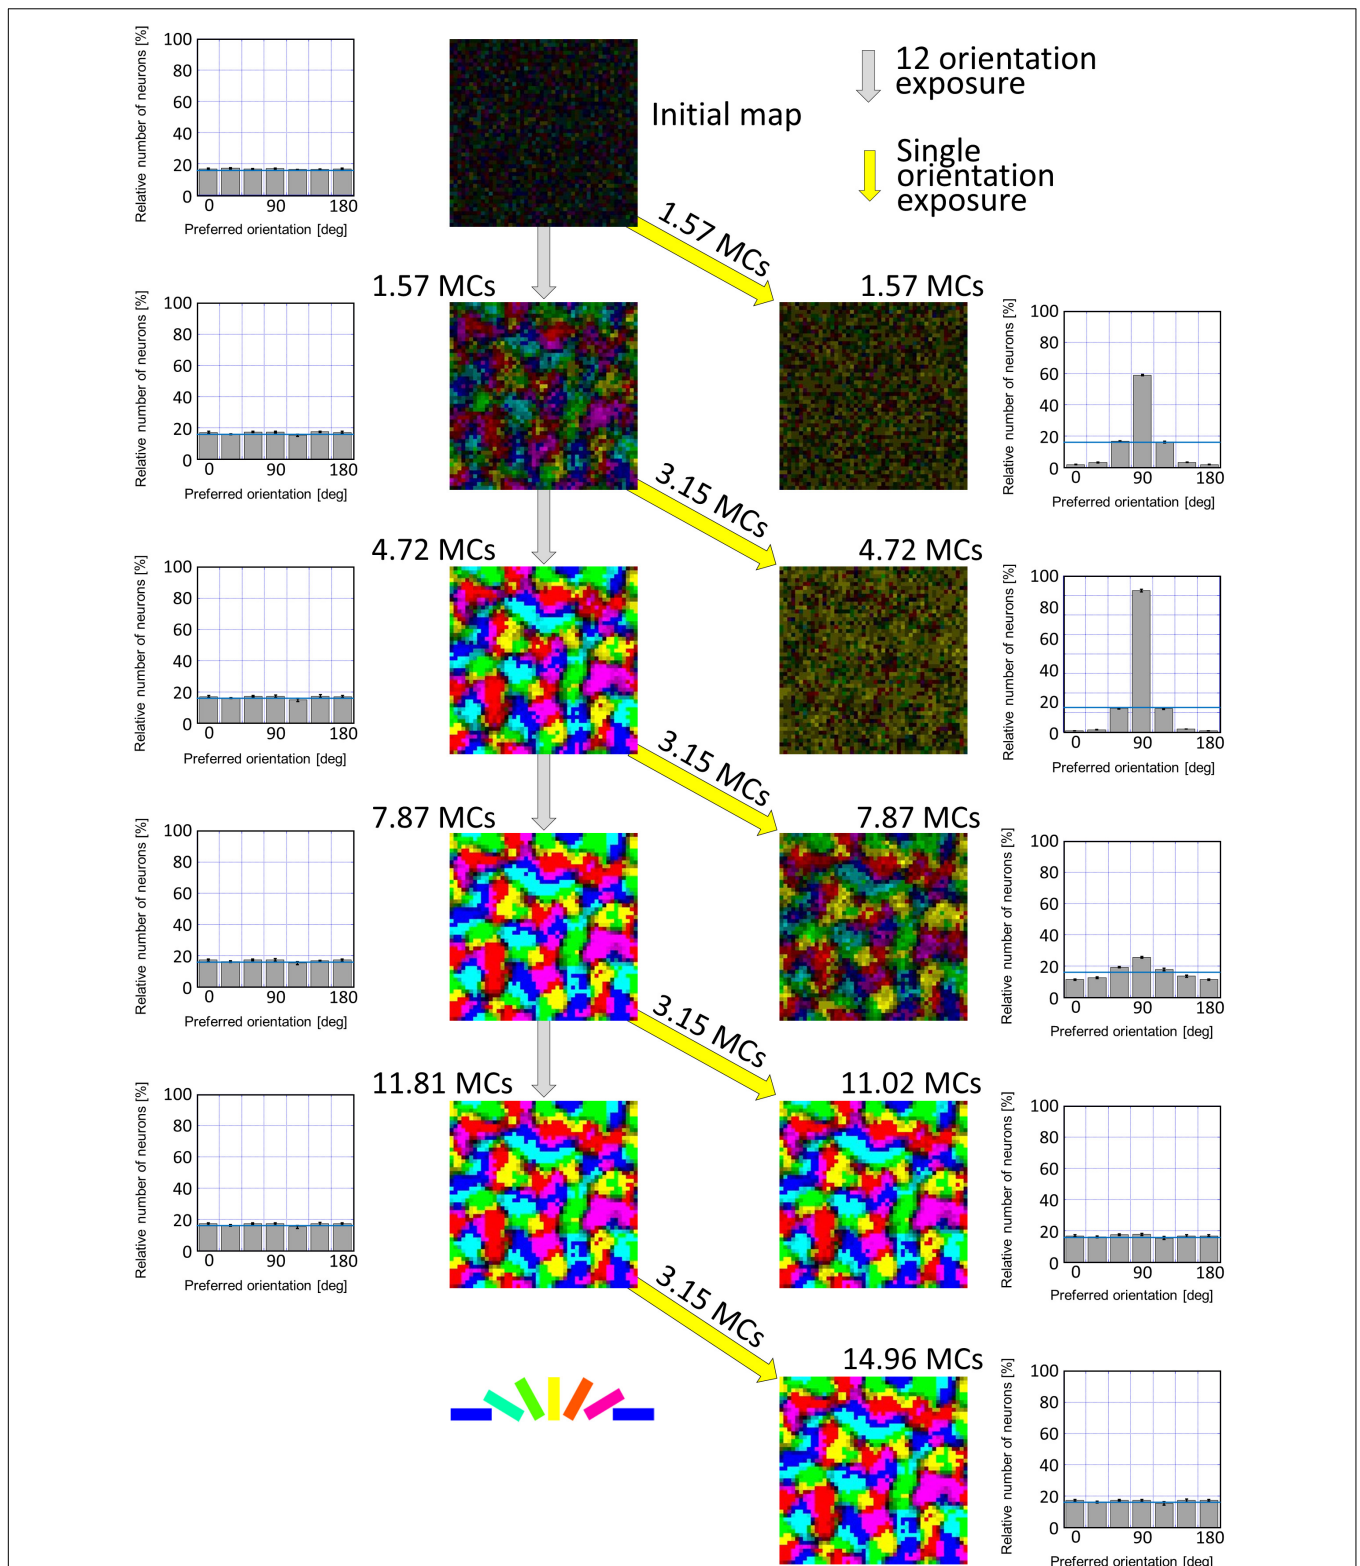 100
80
60
40
20
0
0 90 180
Preferred orientation [deg]
Relative number of neurons [%]
Initial map
12 orientation
exposure
Single
orientation
exposure
1.57 MCs
1.57 MCs
100
80
60
40
20
0
0 90 180
Preferred orientation [deg]
Relative number of neurons [%]
1.57 MCs
100
80
60
40
20
0
0 90 180
Preferred orientation [deg]
Relative number of neurons [%]
3.15 MCs
4.72 MCs
100
80
60
40
20
0
0 90 180
Preferred orientation [deg]
Relative number of neurons [%]
4.72 MCs
100
80
60
40
20
0
0 90 180
Preferred orientation [deg]
Relative number of neurons [%]
3.15 MCs
7.87 MCs
100
80
60
40
20
0
0 90 180
Preferred orientation [deg]
Relative number of neurons [%]
7.87 MCs
100
80
60
40
20
0
0 90 180
Preferred orientation [deg]
Relative number of neurons [%]
3.15 MCs
11.81 MCs
100
80
60
40
20
0
0 90 180
Preferred orientation [deg]
Relative number of neurons [%]
11.02 MCs
100
80
60
40
20
0
0 90 180
Preferred orientation [deg]
Relative number of neurons [%]
3.15 MCs
14.96 MCs
100
80
60
40
20
0
0 90 180
Preferred orientation [deg]
Relative number of neurons [%]